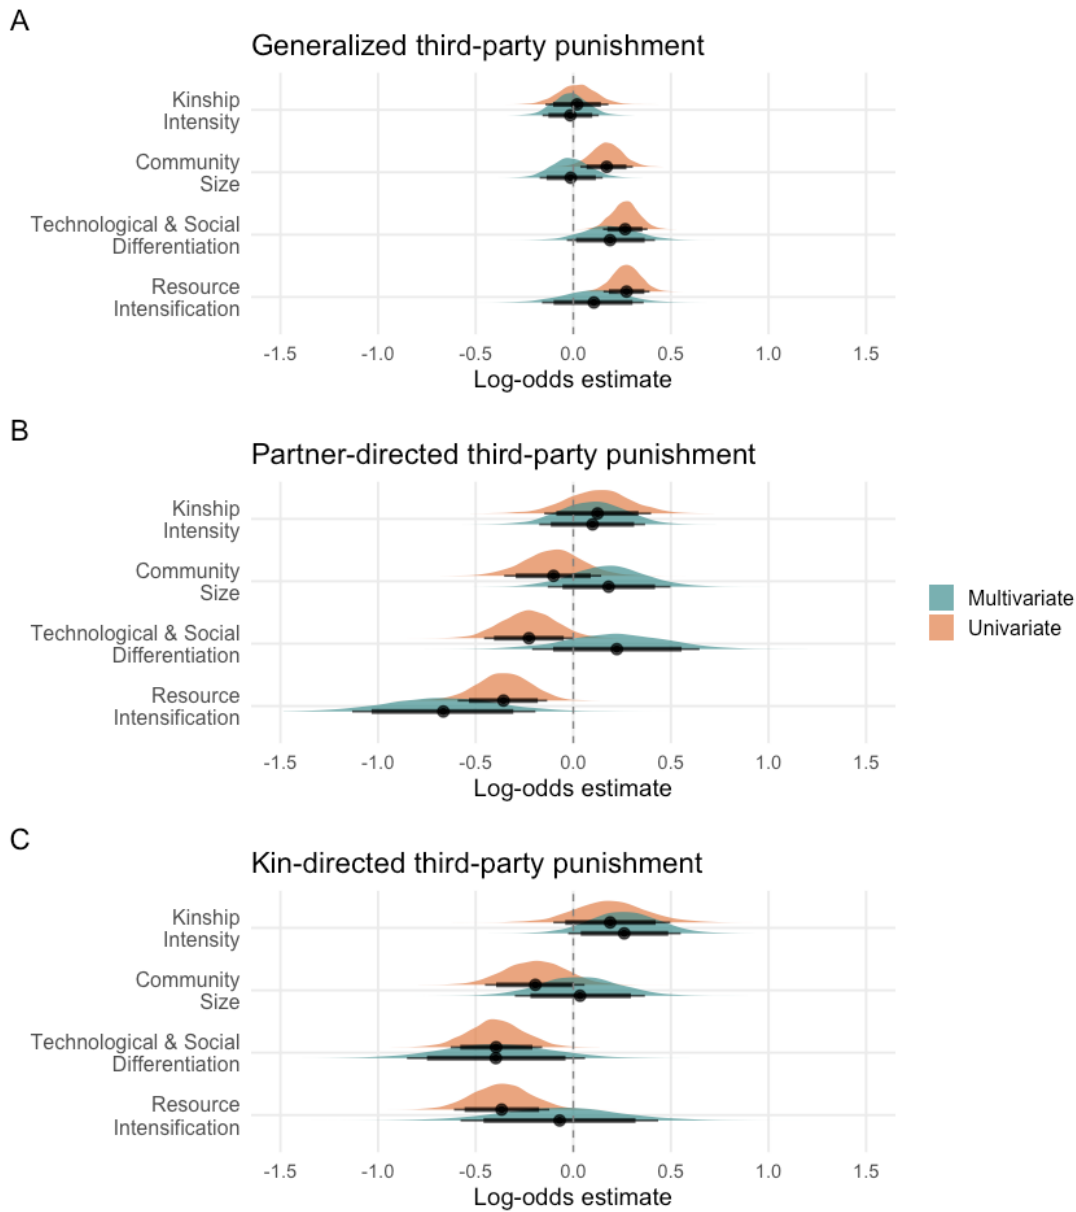 A
Generalized third-party punishment
Kinship
Intensity
Community
Size
Technological & Social
Differentiation
Resource
Intensification
-1.5 -1.0 -0.5 0.0 0.5 1.0 1.5
Log-odds estimate
B
Partner-directed third-party punishment
Kinship
Intensity
Community
Size
Technological & Social
Differentiation
Resource
Intensification
-1.5 -1.0 -0.5 0.0 0.5 1.0 1.5
Log-odds estimate
Multivariate
Univariate
C
Kin-directed third-party punishment
Kinship
Intensity
Community
Size
Technological & Social
Differentiation
Resource
Intensification
-1.5 -1.0 -0.5 0.0 0.5 1.0 1.5
Log-odds estimate